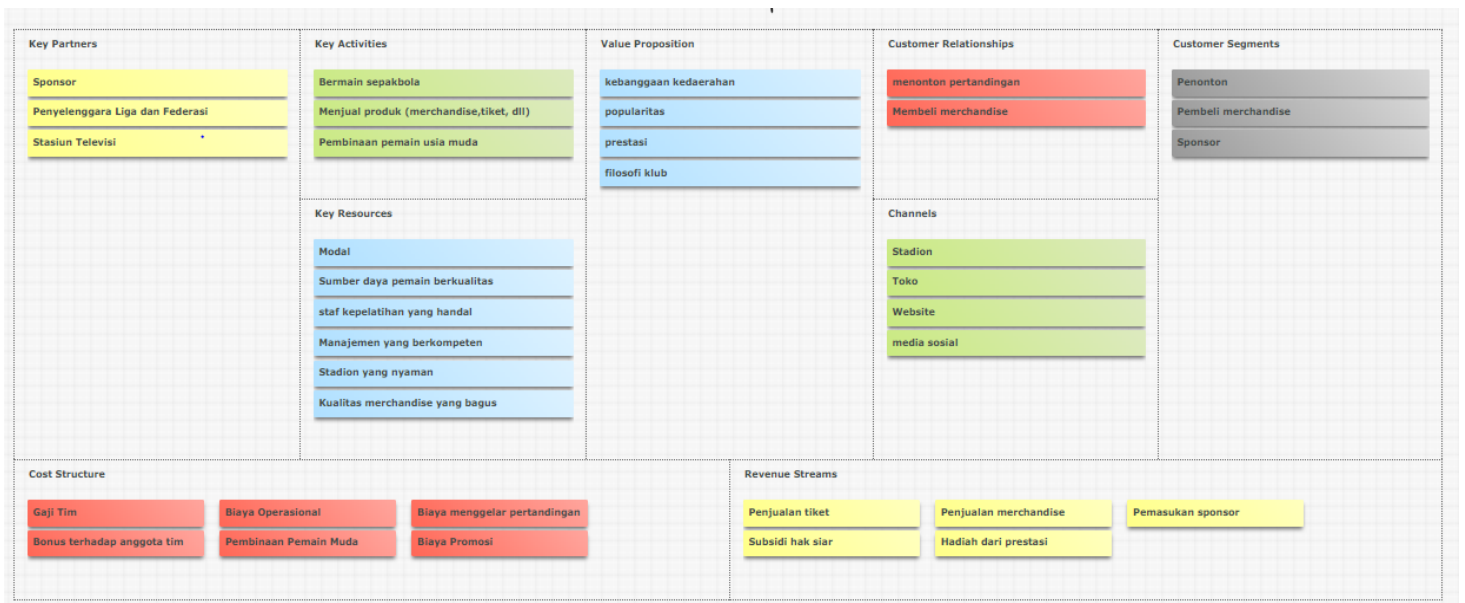 Key Partners
Sponsor
Penyelenggara Liga dan Federasi
Stasiun Televisi
Key Activities
Bermain sepakbola
Menjual produk (merchandise,tiket, dll)
Pembinaan pemain usia muda
Key Resources
Modal
Sumber daya pemain berkualitas
staf kepelatihan yang handal
Manajemen yang berkompeten
Stadion yang nyaman
Kualitas merchandise yang bagus
Value Proposition
kebanggaan kedaerahan
popularitas
prestasi
filosofi klub
Customer Relationships
menonton pertandingan
Membeli merchandise
Channels
Stadion
Toko
Website
media sosial
Customer Segments
Penonton
Pembeli merchandise
Sponsor
Cost Structure
Gaji Tim
Biaya Operasional
Biaya menggelar pertandingan
Bonus terhadap anggota tim
Pembinaan Pemain Muda
Biaya Promosi
Revenue Streams
Penjualan tiket
Penjualan merchandise
Pemasukan sponsor
Subsidi hak siar
Hadiah dari prestasi